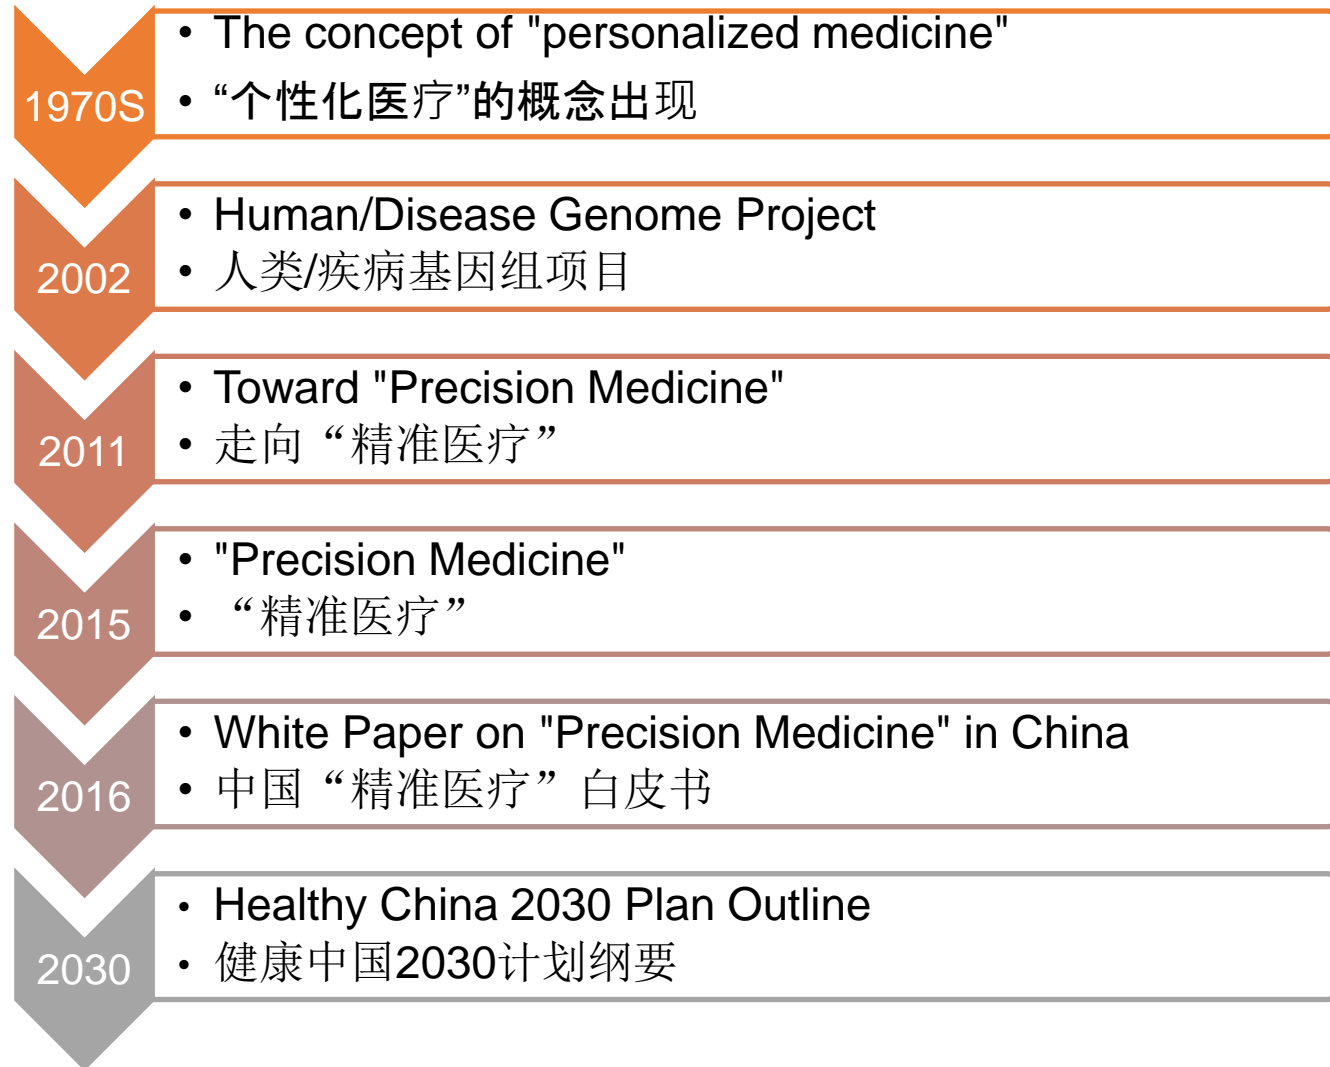 1970S
• The concept of "personalized medicine"
• “个性化医疗”的概念出现
2002
• Human/Disease Genome Project
• 人类/疾病基因组项目
2011
• Toward "Precision Medicine"
• 走向“精准医疗”
2015
• "Precision Medicine"
• “精准医疗”
2016
• White Paper on "Precision Medicine" in China
• 中国“精准医疗”白皮书
2030
• Healthy China 2030 Plan Outline
• 健康中国2030计划纲要